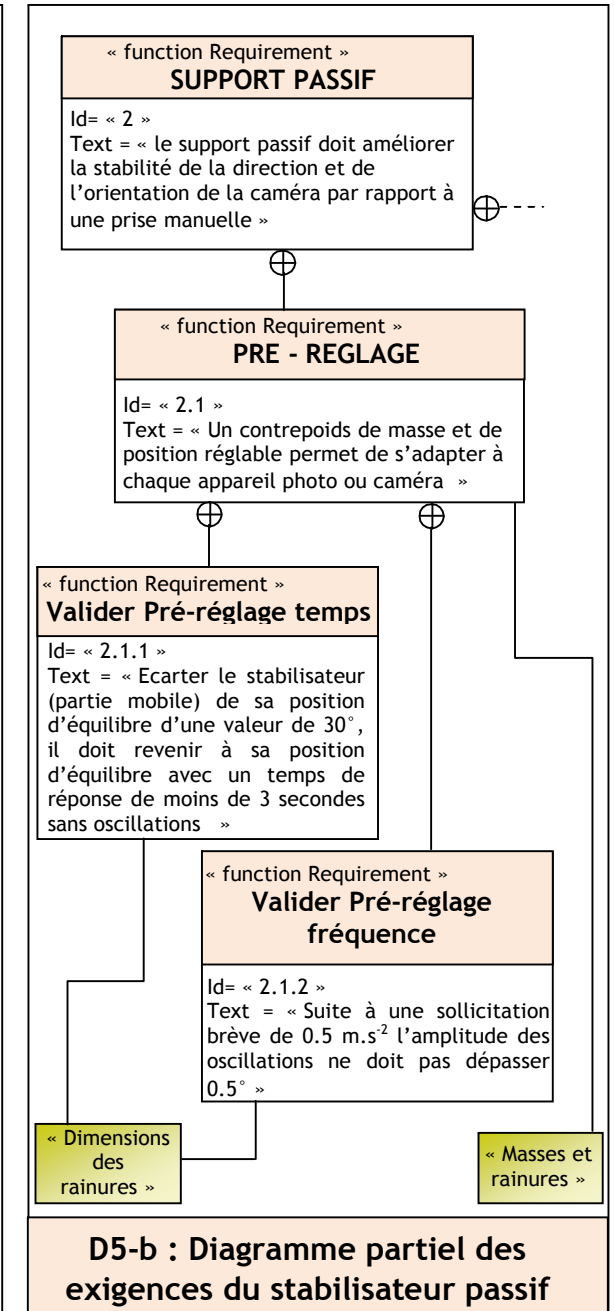 « function Requirement »
SUPPORT PASSIF
Id= « 2 »
Text = « le support passif doit améliorer
la stabilité de la direction et de
l'orientation de la caméra par rapport à
une prise manuelle »
« function Requirement »
PRE - REGLAGE
Id= « 2.1 »
Text = « Un contrepoids de masse et de
position réglable permet de s'adapter à
chaque appareil photo ou caméra »
« function Requirement »
Valider Pré-réglage temps
Id= « 2.1.1 »
Text = « Ecarter le stabilisateur
(partie mobile) de sa position
d'équilibre d'une valeur de 30°,
il doit revenir à sa position
d'équilibre avec un temps de
réponse de moins de 3 secondes
sans oscillations »
« function Requirement »
Valider Pré-réglage
fréquence
Id= « 2.1.2 »
Text = « Suite à une sollicitation
brève de 0.5 m.s⁻² l'amplitude des
oscillations ne doit pas dépasser
0.5° »
« Dimensions
des
rainures »
« Masses et
rainures »
D5-b : Diagramme partiel des
exigences du stabilisateur passif